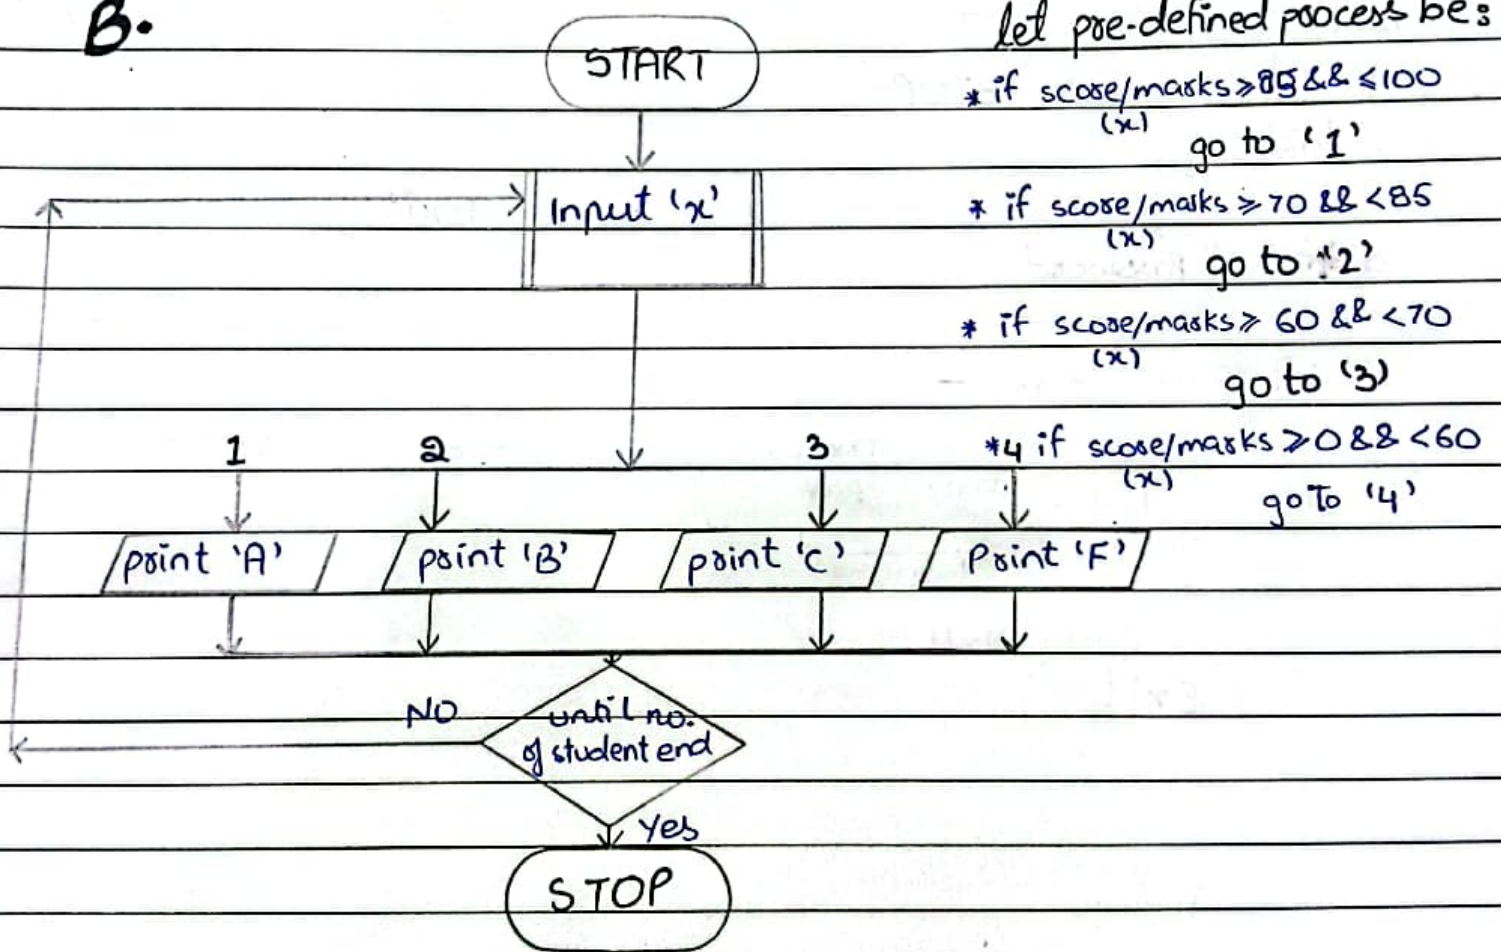 B.
START
let pre-defined process be:
* if score/marks ≥ 85 && ≤ 100
(x)
go to '1'
Input 'x'
* if score/marks ≥ 70 && < 85
(x)
go to '2'
* if score/marks ≥ 60 && < 70
(x)
go to '3'
1 2 3
*4 if score/marks ≥ 0 && < 60
(x)
go to '4'
print 'A' print 'B' print 'C' Print 'F'
NO
until no.
of student end
Yes
STOP